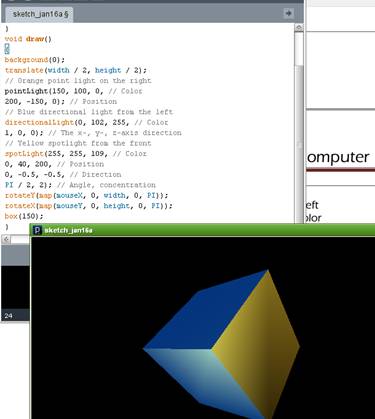 sketch_jan16a §
}
void draw()
{
background(0);
translate(width / 2, height / 2);
// Orange point light on the right
pointLight(150, 100, 0, // Color
200, -150, 0); // Position
// Blue directional light from the left
directionalLight(0, 102, 255, // Color
1, 0, 0); // The x-, y-, z-axis direction
// Yellow spotlight from the front
spotLight(255, 255, 109, // Color
0, 40, 200, // Position
0, -0.5, -0.5, // Direction
PI / 2, 2); // Angle, concentration
rotateY(map(mouseX, 0, width, 0, PI));
rotateX(map(mouseY, 0, height, 0, PI));
box(150);
}
omputer
eft
olor
sketch_jan16a
24